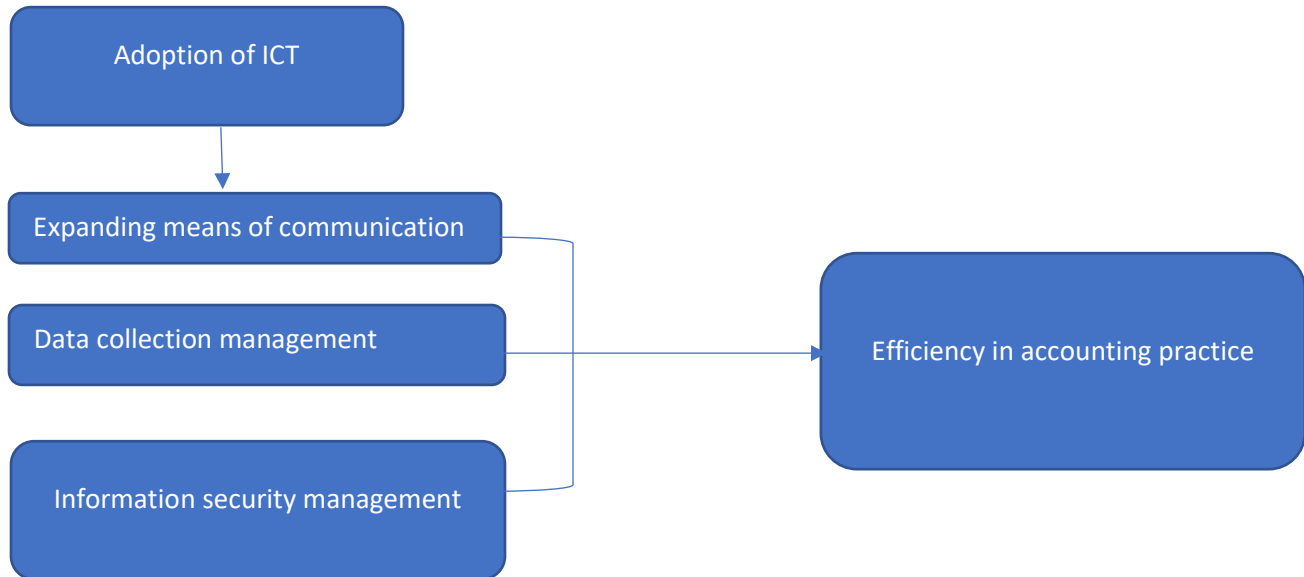 Adoption of ICT
Expanding means of communication
Data collection management
Efficiency in accounting practice
Information security management